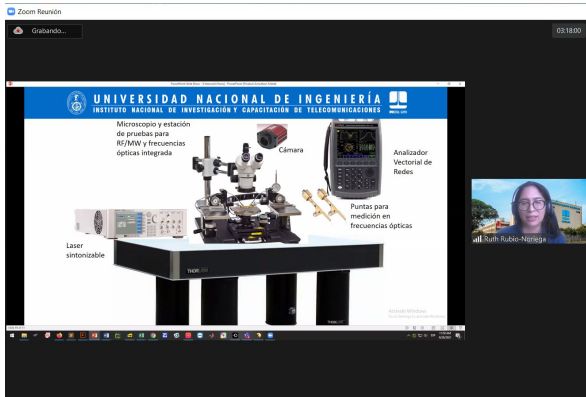 Zoom Reunión
Grabando...
03:18:00
UNIVERSIDAD NACIONAL DE INGENIERÍA
INSTITUTO NACIONAL DE INVESTIGACIÓN Y CAPACITACIÓN DE TELECOMUNICACIONES
Microscopio y estación
de pruebas para
RF/MW y frecuencias
ópticas integrada
Cámara
Analizador
Vectorial de
Redes
Puntas para
medición en
frecuencias ópticas
Laser
sintonizable
THORLABS
Ruth Rubio-Noriega
Activate Windows